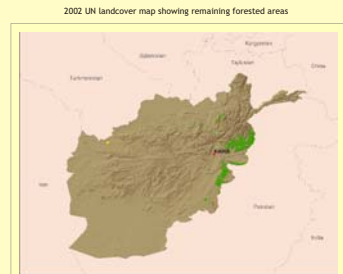 2002 UN landcover map showing remaining forested areas
Kyrgyzstan
Uzbekistan
Tajikistan
China
Turkmenistan
Kabul
Iran
Pakistan
India